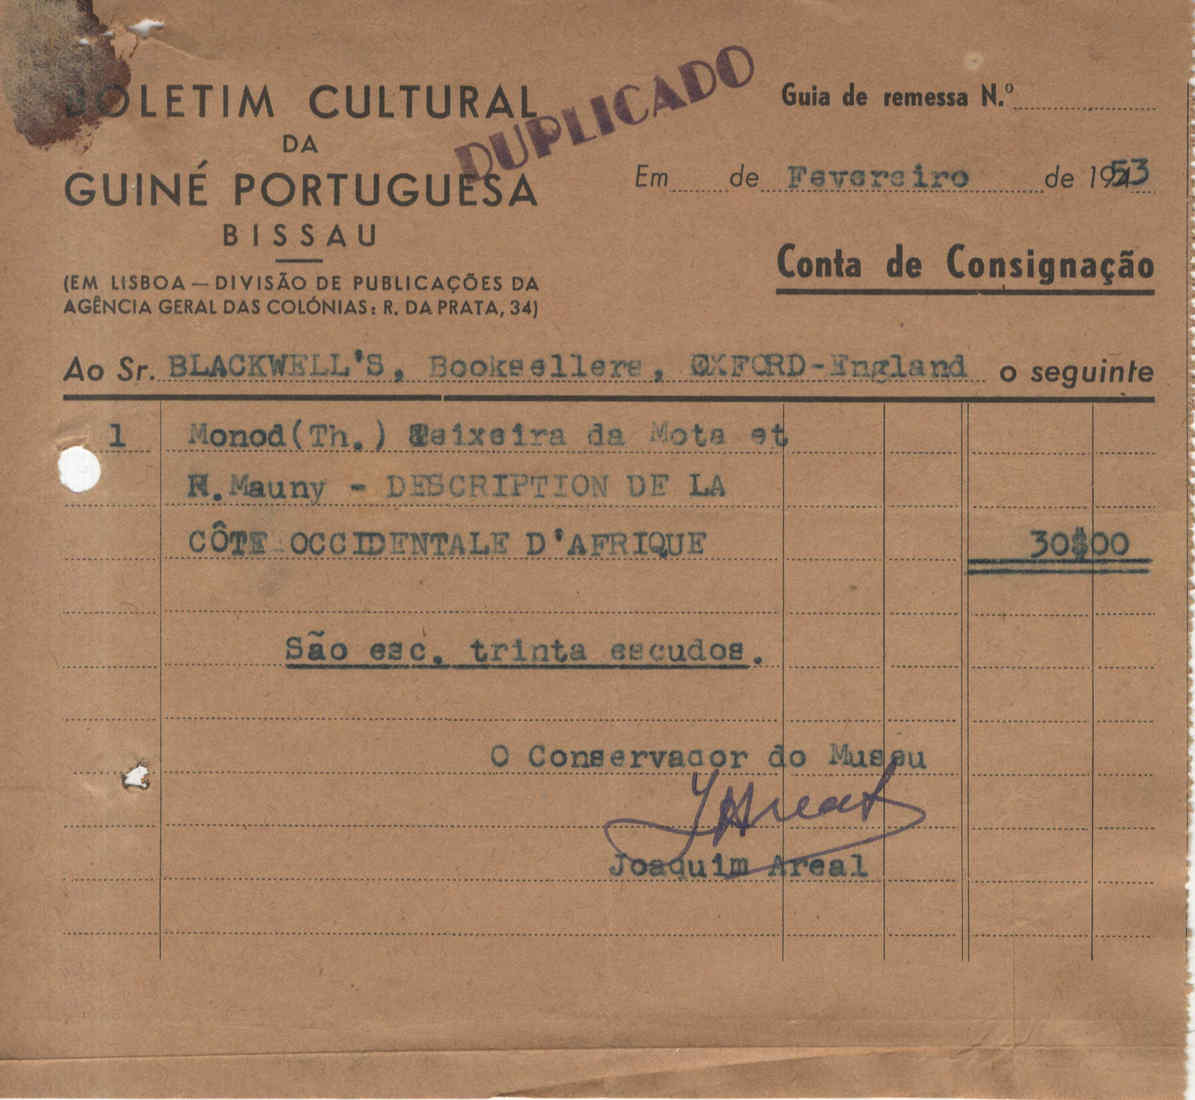 BOLETIM CULTURAL
DA
GUINÉ PORTUGUESA
BISSAU
(EM LISBOA — DIVISÃO DE PUBLICAÇÕES DA
AGÊNCIA GERAL DAS COLÓNIAS: R. DA PRATA, 34)
DUPLICADO
Guia de remessa N.º
Em de Fevereiro de 1953
Conta de Consignação
Ao Sr. BLACKWELL'S, Booksellers, OXFORD-England o seguinte
1 Monod(Th.) Teixeira da Mota et
R.Mauny - DESCRIPTION DE LA
CÔTE OCCIDENTALE D'AFRIQUE 30$00
São esc. trinta escudos.
O Conservador do Museu
JAreal
Joaquim Areal